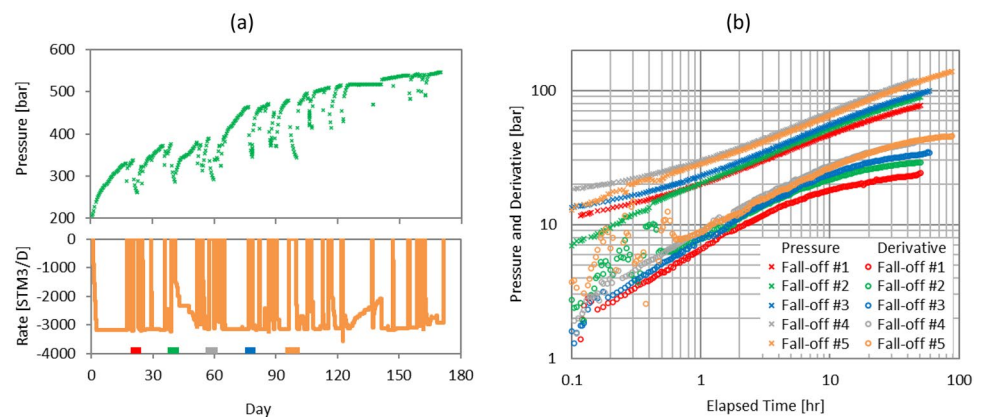 (a)
(b)
Pressure [bar]
600
500
400
300
200
Rate [STM3/D]
0
-1000
-2000
-3000
-4000
0 30 60 90 120 150 180
Day
Pressure and Derivative [bar]
100
10
1
0.1 1 10 100
Elapsed Time [hr]
Pressure Derivative
Fall-off #1 Fall-off #1
Fall-off #2 Fall-off #2
Fall-off #3 Fall-off #3
Fall-off #4 Fall-off #4
Fall-off #5 Fall-off #5